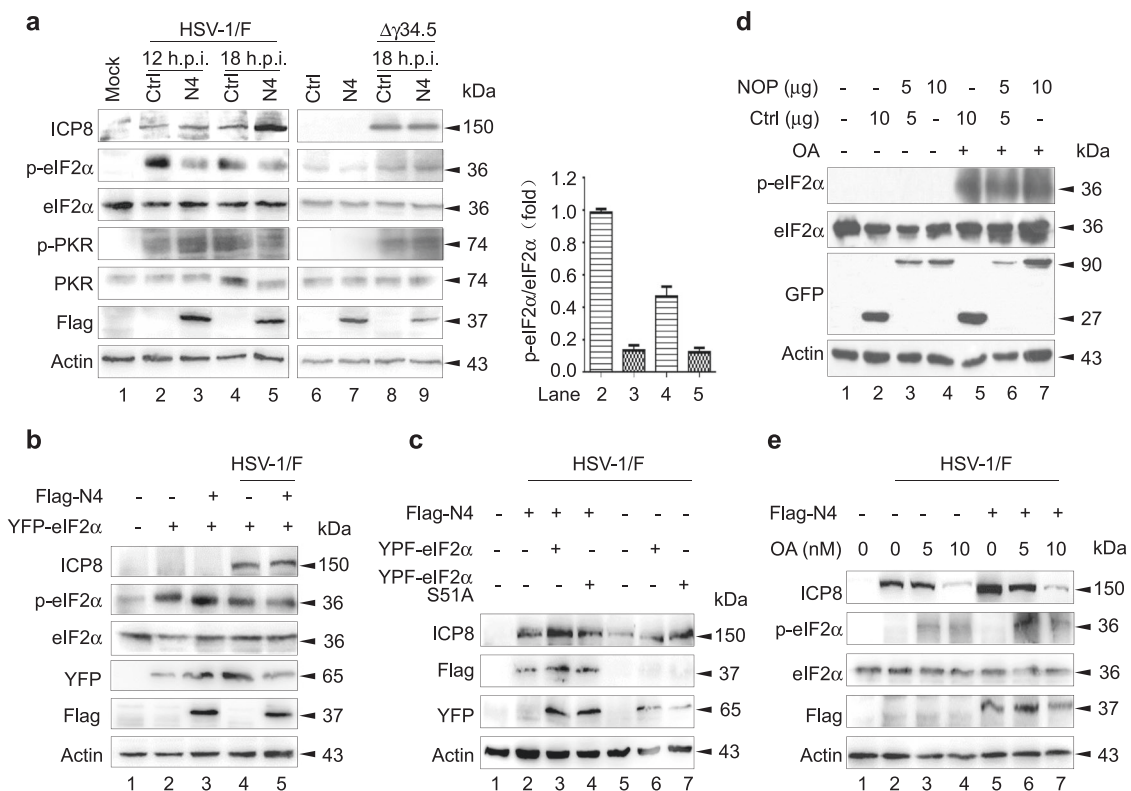 a
HSV-1/F
Δγ34.5
12 h.p.i. 18 h.p.i. 18 h.p.i.
Mock Ctrl N4 Ctrl N4 Ctrl N4 Ctrl N4 kDa
ICP8 150
p-eIF2α 36
eIF2α 36
p-PKR 74
PKR 74
Flag 37
Actin 43
1 2 3 4 5 6 7 8 9
p-eIF2α/eIF2α (fold)
1.2
1.0
0.8
0.6
0.4
0.2
0.0
Lane 2 3 4 5
d
NOP (μg) - - 5 10 - 5 10
Ctrl (μg) - 10 5 - 10 5 -
OA - - - - + + + kDa
p-eIF2α 36
eIF2α 36
GFP 90
27
Actin 43
1 2 3 4 5 6 7
b
HSV-1/F
Flag-N4 - - + - +
YFP-eIF2α - + + + + kDa
ICP8 150
p-eIF2α 36
eIF2α 36
YFP 65
Flag 37
Actin 43
1 2 3 4 5
c
HSV-1/F
Flag-N4 - + + + - - -
YPF-eIF2α - - + - - + -
YPF-eIF2α
S51A - - - + - - + kDa
ICP8 150
Flag 37
YFP 65
Actin 43
1 2 3 4 5 6 7
e
HSV-1/F
Flag-N4 - - - - + + +
OA (nM) 0 0 5 10 0 5 10 kDa
ICP8 150
p-eIF2α 36
eIF2α 36
Flag 37
Actin 43
1 2 3 4 5 6 7